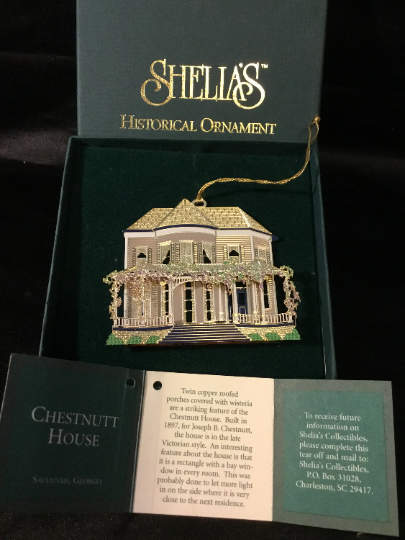 SHELIA'S™
HISTORICAL ORNAMENT
CHESTNUTT
HOUSE
SAVANNAH, GEORGIA
Twin copper roofed
porches covered with wisteria
are a striking feature of the
Chestnutt House. Built in
1897, for Joseph B. Chestnutt,
the house is in the late
Victorian style. An interesting
feature about the house is that
it is a rectangle with a bay win-
dow in every room. This was
probably done to let more light
in on the side where it is very
close to the next residence.
. To receive future
information on
Shelia's Collectibles,
please complete this
tear off and mail to:
Shelia's Collectibles,
P.O. Box 31028,
Charleston, SC 29417.